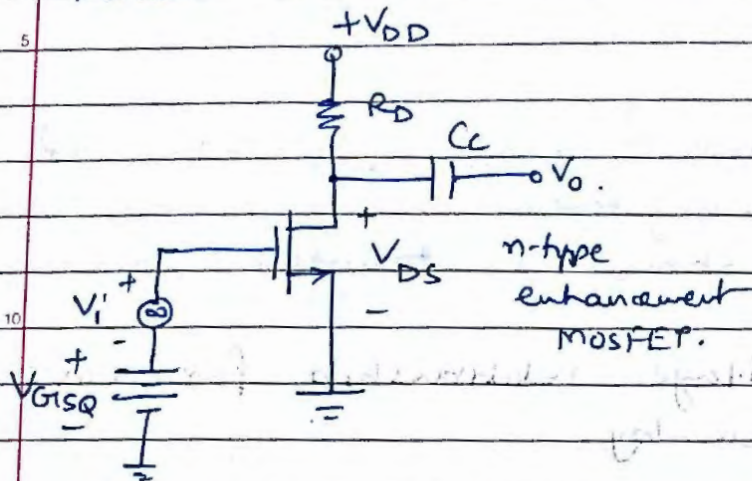 5
+VDD
RD
Cc
Vo.
+
VDS
-
n-type
enhancement
MOSFET.
10
+
Vi
-
+
VGSQ
-